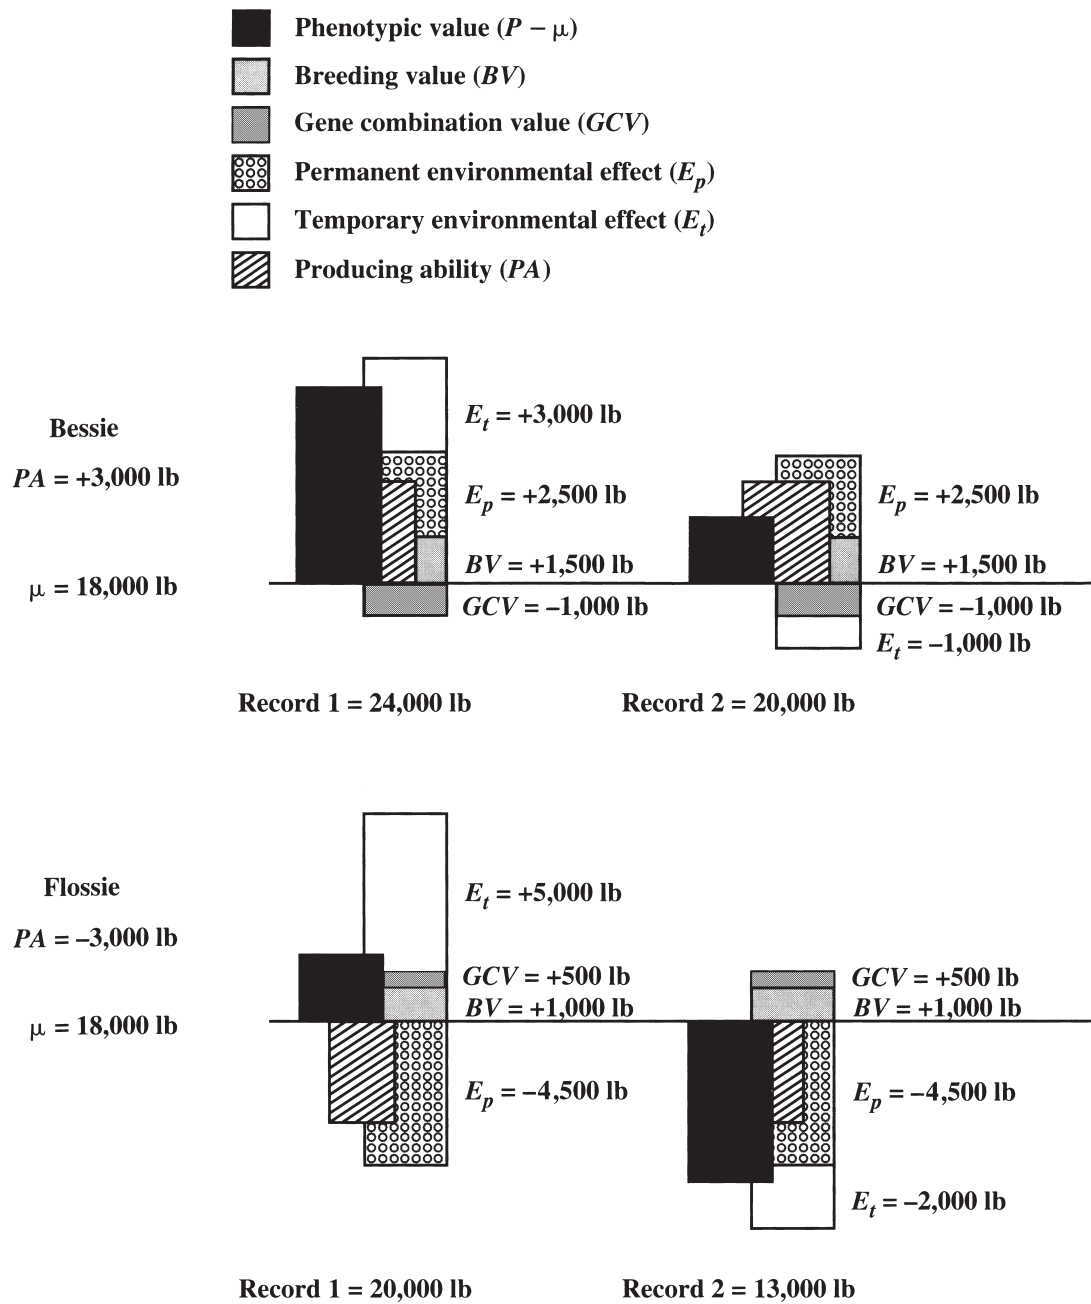 Phenotypic value (P − μ)
Breeding value (BV)
Gene combination value (GCV)
Permanent environmental effect (Ep)
Temporary environmental effect (Et)
Producing ability (PA)
Bessie
PA = +3,000 lb
μ = 18,000 lb
Et = +3,000 lb
Ep = +2,500 lb
BV = +1,500 lb
GCV = −1,000 lb
Record 1 = 24,000 lb
Ep = +2,500 lb
BV = +1,500 lb
GCV = −1,000 lb
Et = −1,000 lb
Record 2 = 20,000 lb
Flossie
PA = −3,000 lb
μ = 18,000 lb
Et = +5,000 lb
GCV = +500 lb
BV = +1,000 lb
Ep = −4,500 lb
Record 1 = 20,000 lb
GCV = +500 lb
BV = +1,000 lb
Ep = −4,500 lb
Et = −2,000 lb
Record 2 = 13,000 lb